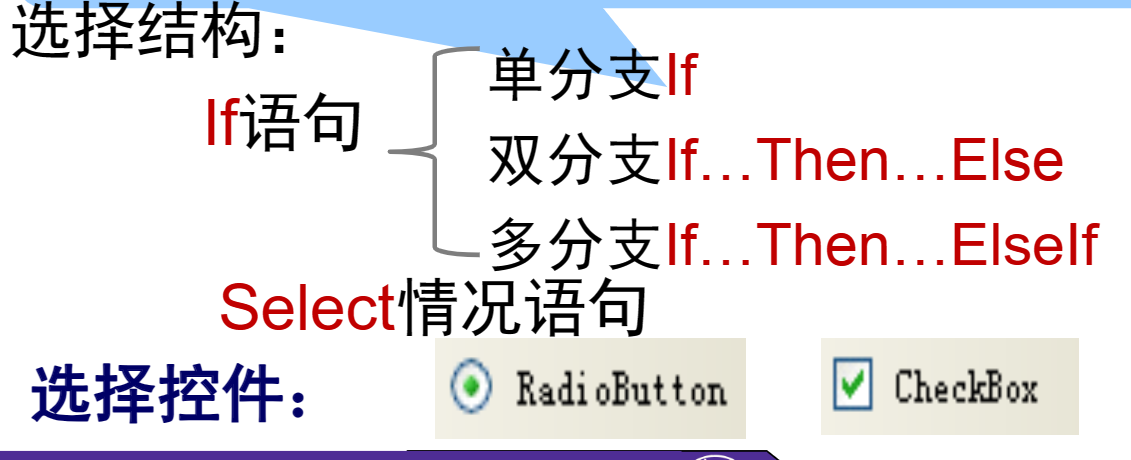 选择结构：
单分支If
If语句
双分支If…Then…Else
多分支If…Then…ElseIf
Select情况语句
选择控件：
RadioButton
CheckBox